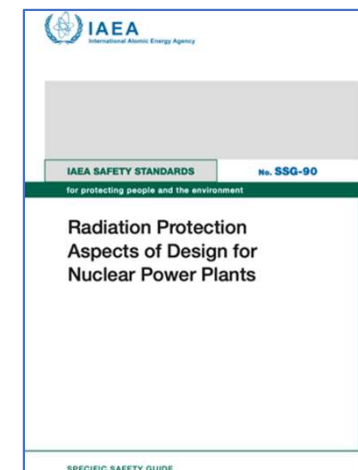 IAEA
International Atomic Energy Agency
IAEA SAFETY STANDARDS No. SSG-90
for protecting people and the environment
Radiation Protection
Aspects of Design for
Nuclear Power Plants
SPECIFIC SAFETY GUIDE